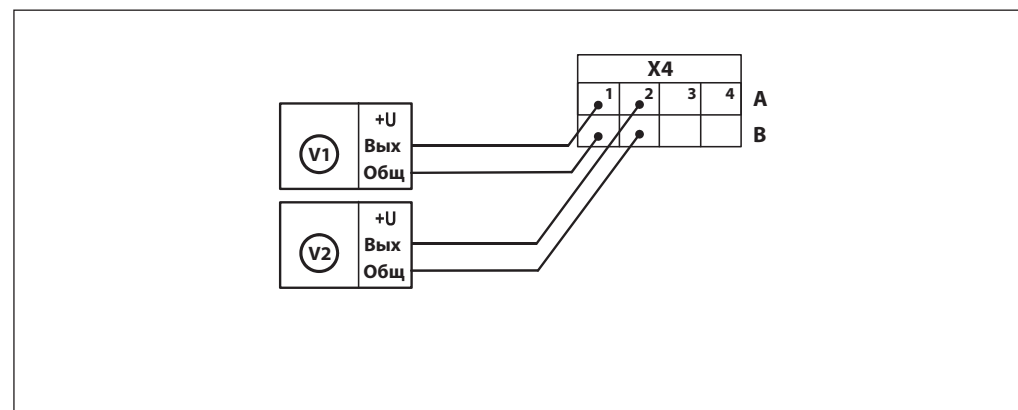 X4
1 2 3 4 A
B
+U
V1 Вых
Общ
+U
V2 Вых
Общ